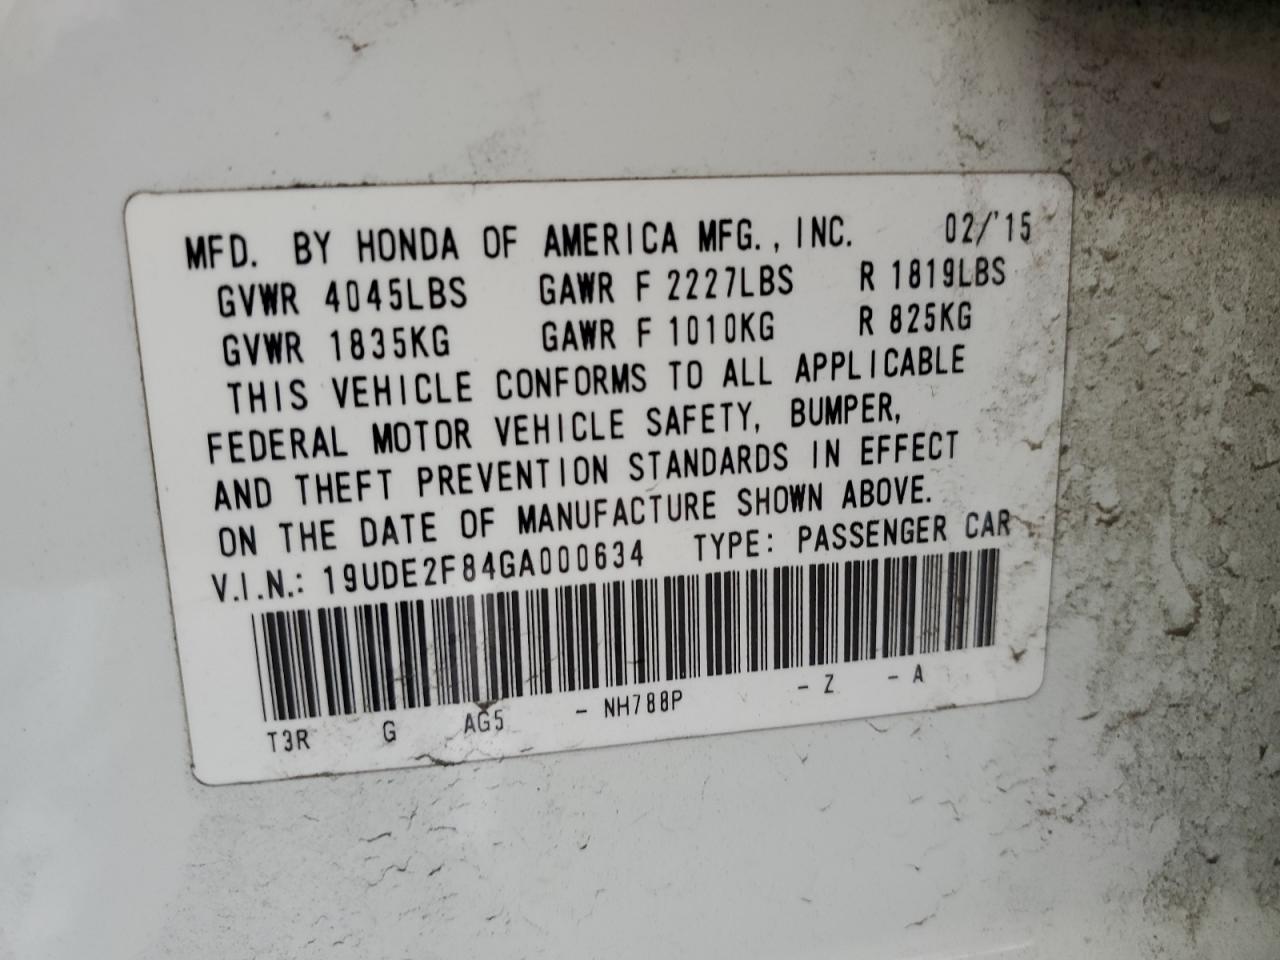 MFD. BY HONDA OF AMERICA MFG., INC. 02/'15
GVWR 4045LBS GAWR F 2227LBS R 1819LBS
GVWR 1835KG GAWR F 1010KG R 825KG
THIS VEHICLE CONFORMS TO ALL APPLICABLE
FEDERAL MOTOR VEHICLE SAFETY, BUMPER,
AND THEFT PREVENTION STANDARDS IN EFFECT
ON THE DATE OF MANUFACTURE SHOWN ABOVE.
V.I.N.: 19UDE2F84GA000634 TYPE: PASSENGER CAR
T3R G AG5 - NH788P - Z - A